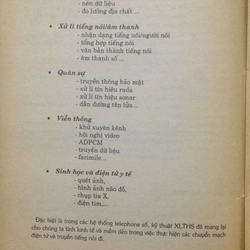 - nén dữ liệu
- đo lường địa chất ...
• Xử lí tiếng nói/âm thanh
- nhận dạng tiếng nói/người nói
- tổng hợp tiếng nói
- văn bản thành tiếng nói
- âm thanh số ...
• Quân sự
- truyền thông bảo mật
- xử lí tín hiệu rada
- xử lí tín hiệu sonar
- dẫn đường tên lửa...
• Viễn thông
- khử xuyên kênh
- hội nghị video
- ADPCM
- truyền dữ liệu
- facimile...
• Sinh học và điện tử y tế
- quét ảnh,
- hình ảnh não đồ,
- chụp tia X,
- điện tim,...
Đặc biệt là trong các hệ thống telephone số, kỹ thuật XLTHS đã mang lại
cho chúng ta tính kinh tế và mềm dẻo trong việc thực hiện các chuyển mạch
điện tử và truyền tiếng nói đi.